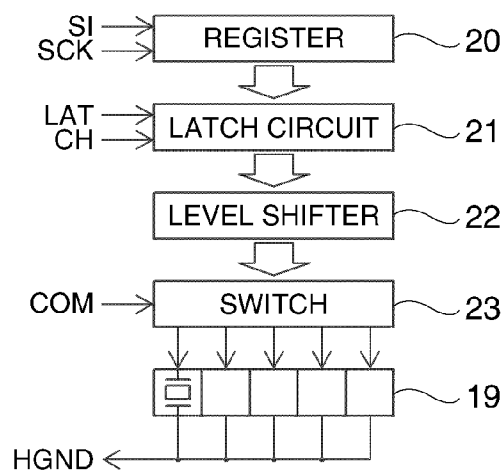 SI
SCK
REGISTER
20
LAT
CH
LATCH CIRCUIT
21
LEVEL SHIFTER
22
COM
SWITCH
23
19
HGND